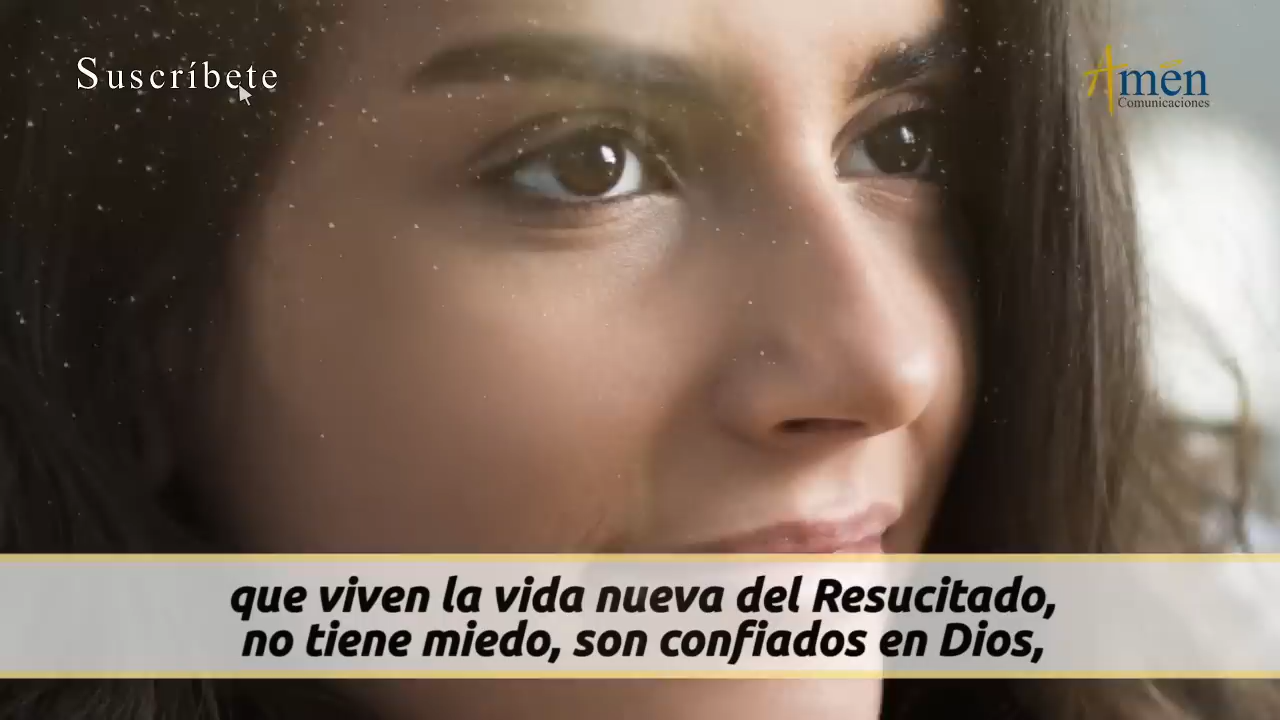 Suscríbete
Amén
Comunicaciones
que viven la vida nueva del Resucitado,
no tiene miedo, son confiados en Dios,